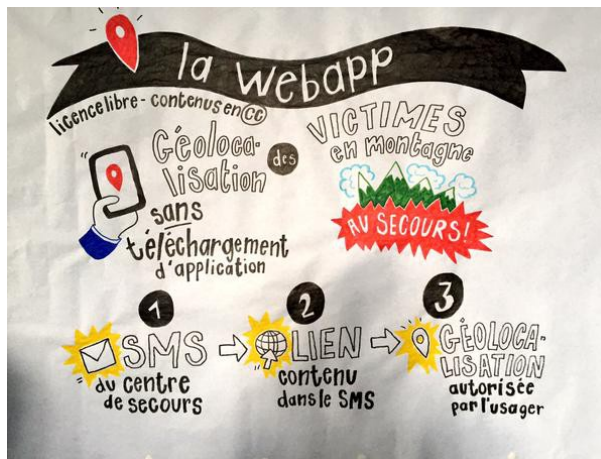 la Webapp
licence libre - contenus en CC
Géoloca-
lisation
des
VICTIMES
en montagne
sans
téléchargement
d'application
AU SECOURS!
1
SMS
du centre
de secours
2
LIEN
contenu
dans le SMS
3
GÉOLOCA-
LISATION
autorisée
par l'usager